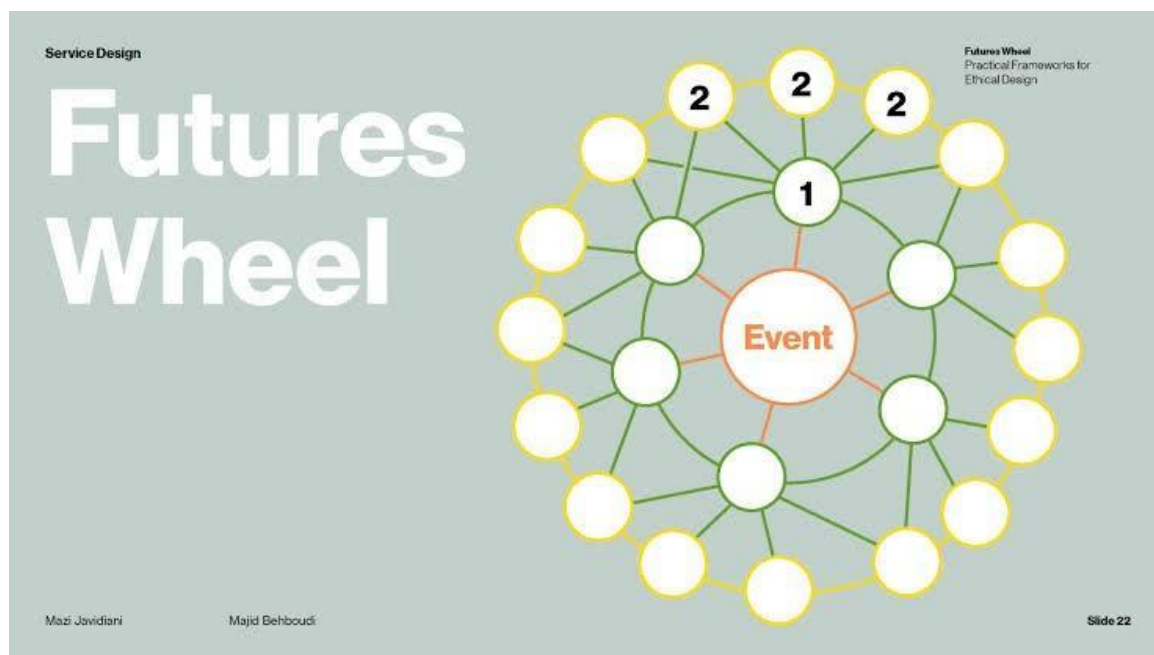 Service Design
Futures
Wheel
Futures Wheel
Practical Frameworks for
Ethical Design
2
2
2
1
Event
Mazi Javidiani
Majid Behboudi
Slide 22